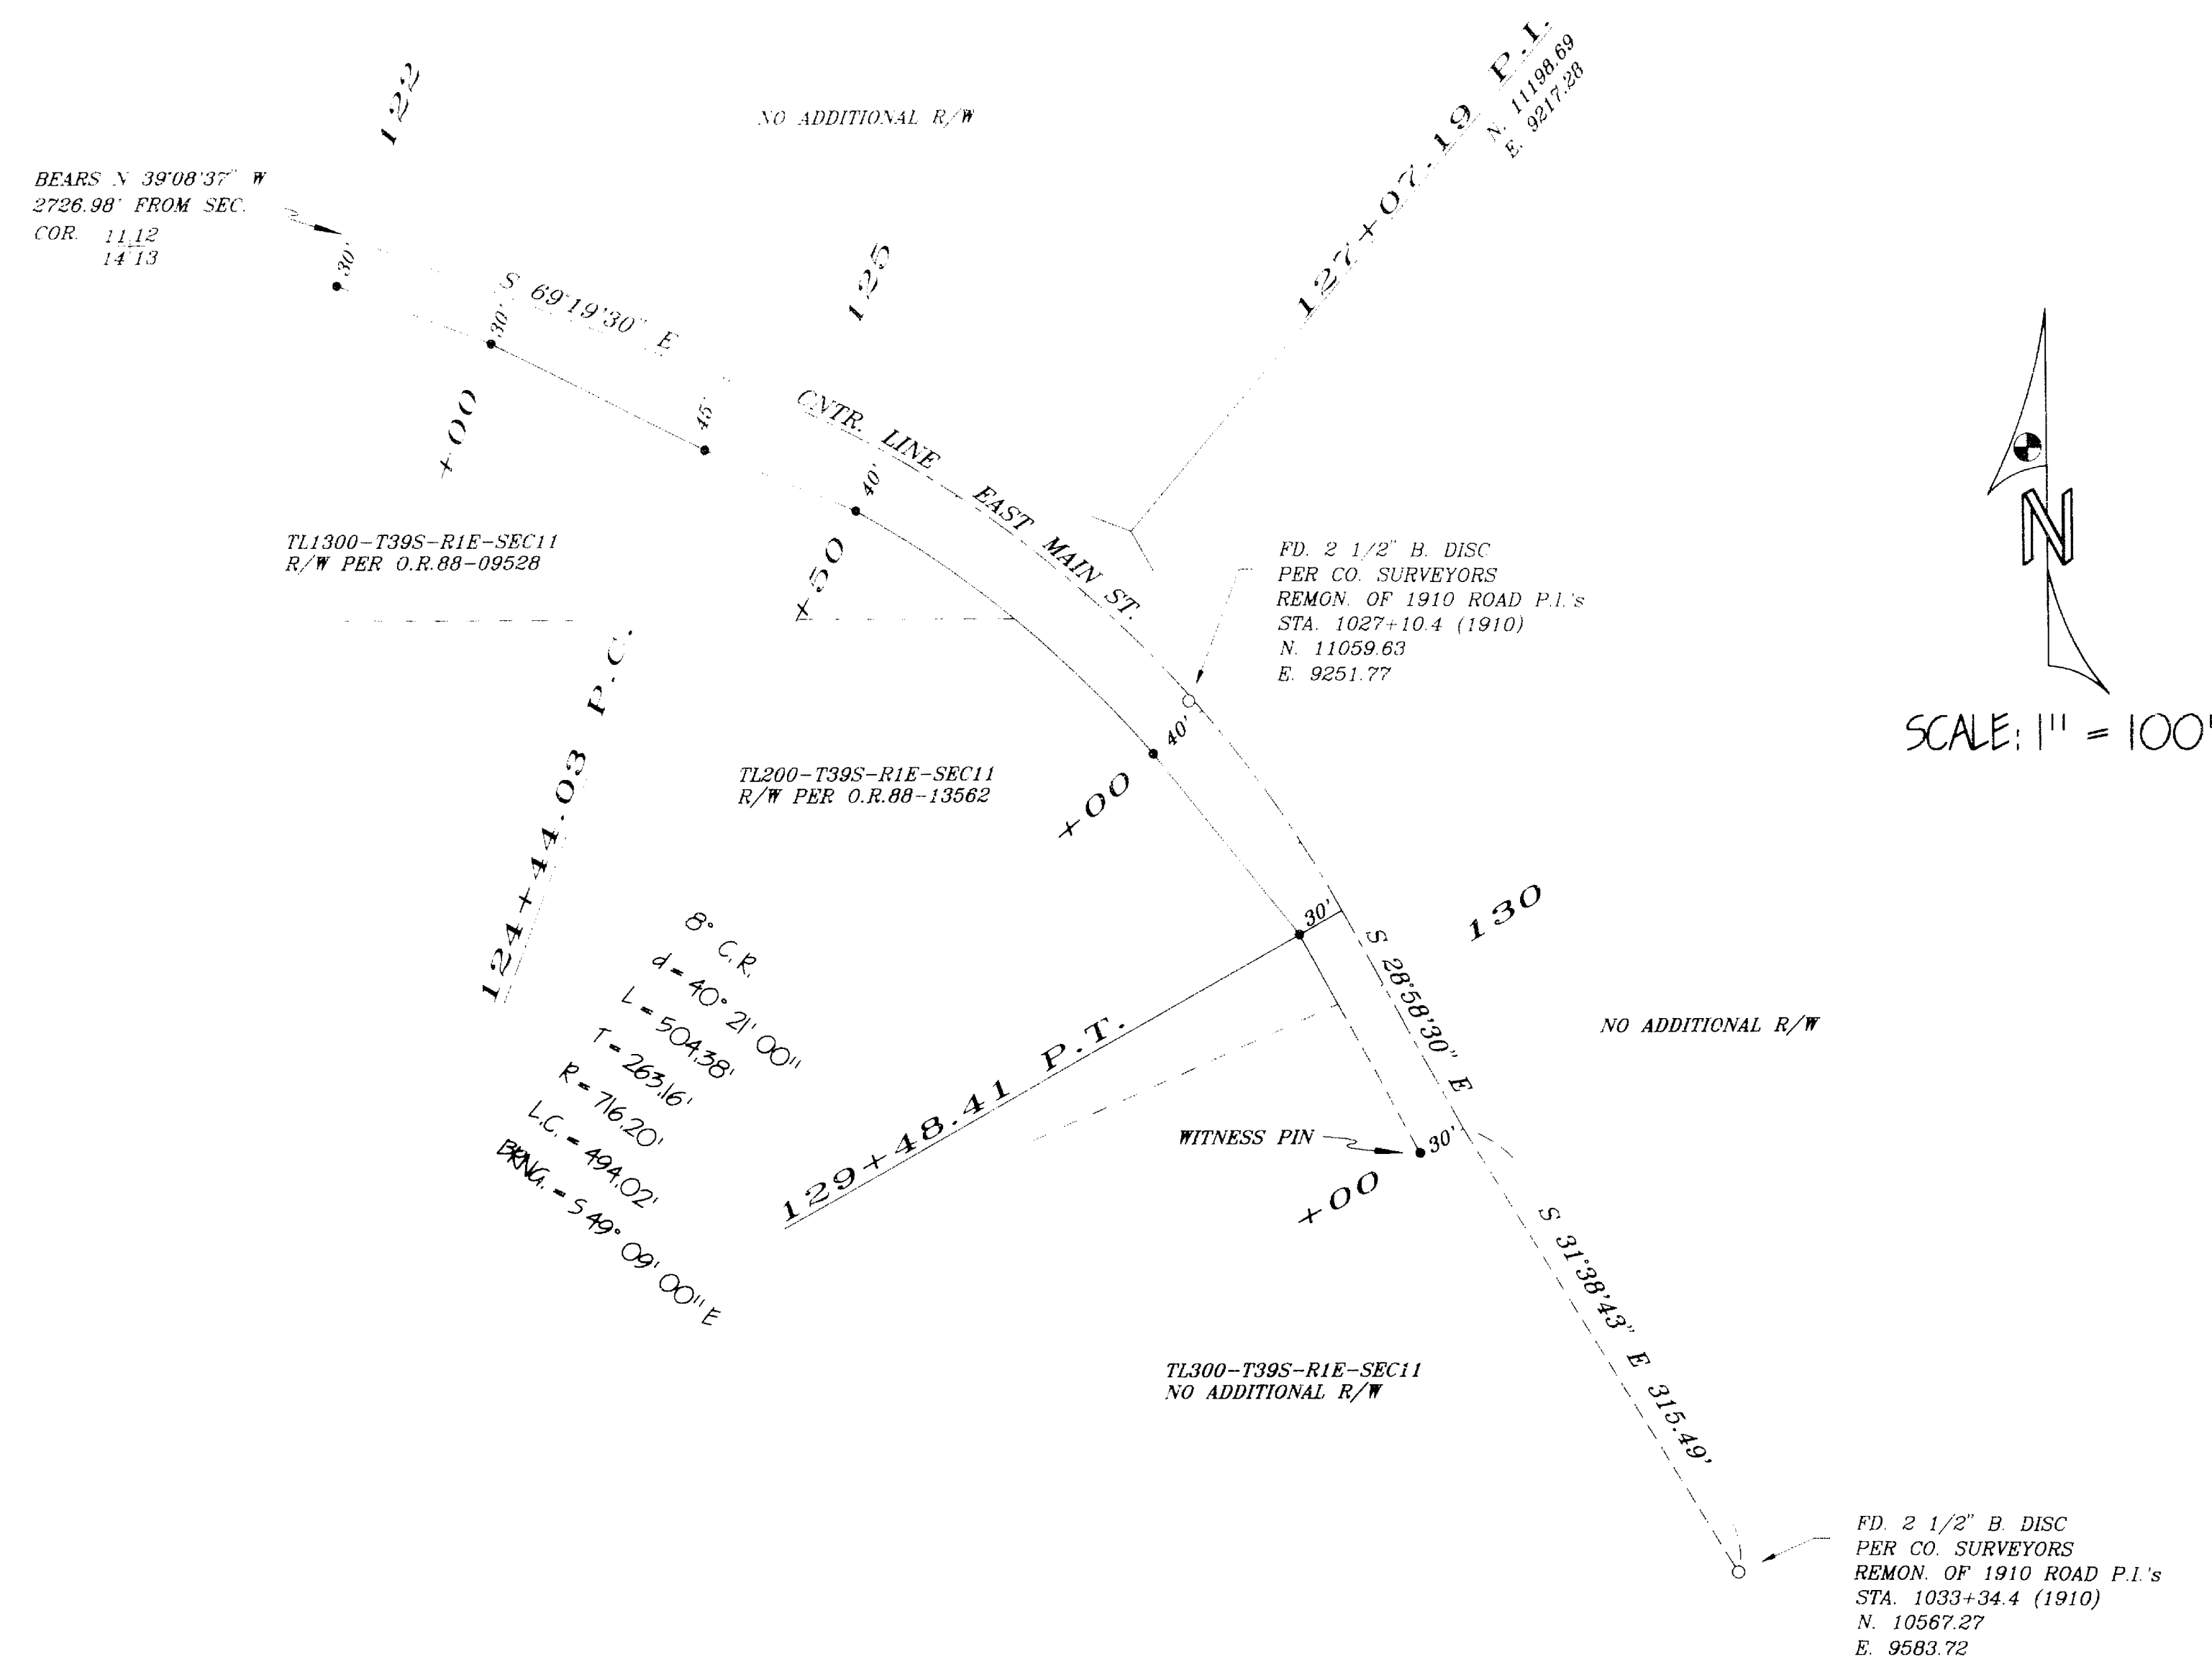 122
NO ADDITIONAL R/W
127+07.19 P.I.
N. 11198.69
E. 9217.28
BEARS N 39°08'37" W
2726.98' FROM SEC.
COR. 11 12
14 13
30'
S 69°19'30" E
30'
125
+00
45'
CNTR. LINE EAST MAIN ST.
40'
+50
TL1300-T39S-R1E-SEC11
R/W PER O.R.88-09528
FD. 2 1/2" B. DISC
PER CO. SURVEYORS
REMON. OF 1910 ROAD P.I.'s
STA. 1027+10.4 (1910)
N. 11059.63
E. 9251.77
N
SCALE: 1" = 100'
124+44.03 P.C.
40'
TL200-T39S-R1E-SEC11
R/W PER O.R.88-13562
+00
8° C.R.
d = 40° 21' 00"
L = 504.38'
T = 263.16'
R = 716.20'
L.C. = 494.02'
BRNG. = S 49° 09' 00" E
30'
130
S 28°58'30" E
NO ADDITIONAL R/W
129+48.41 P.T.
WITNESS PIN
30'
+00
S 31°38'43" E 315.49'
TL300-T39S-R1E-SEC11
NO ADDITIONAL R/W
FD. 2 1/2" B. DISC
PER CO. SURVEYORS
REMON. OF 1910 ROAD P.I.'s
STA. 1033+34.4 (1910)
N. 10567.27
E. 9583.72